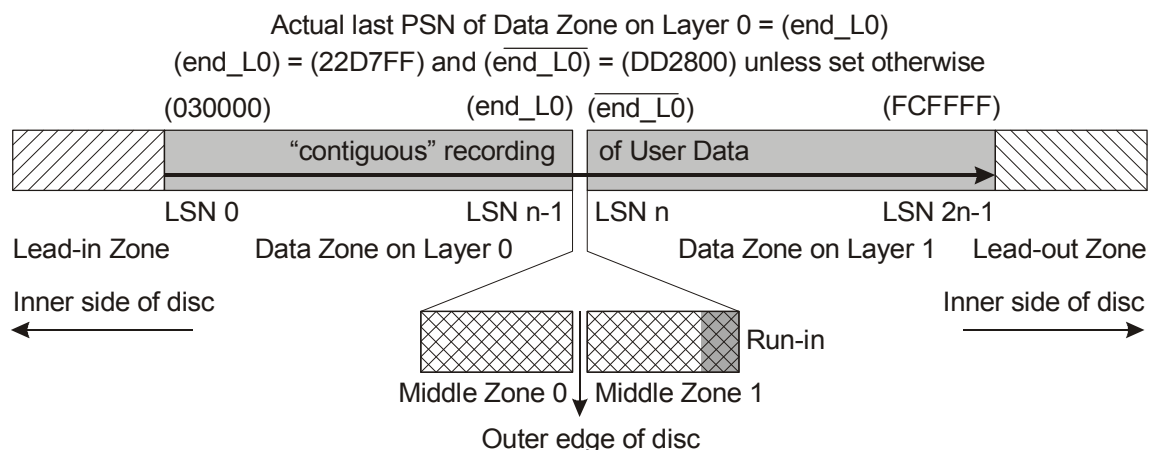 Actual last PSN of Data Zone on Layer 0 = (end_L0)
(end_L0) = (22D7FF) and (e̅n̅d̅_̅L̅0̅) = (DD2800) unless set otherwise
(030000) (end_L0) (e̅n̅d̅_̅L̅0̅) (FCFFFF)
“contiguous” recording of User Data
LSN 0 LSN n-1 LSN n LSN 2n-1
Lead-in Zone Data Zone on Layer 0 Data Zone on Layer 1 Lead-out Zone
Inner side of disc Inner side of disc
Run-in
Middle Zone 0 Middle Zone 1
Outer edge of disc